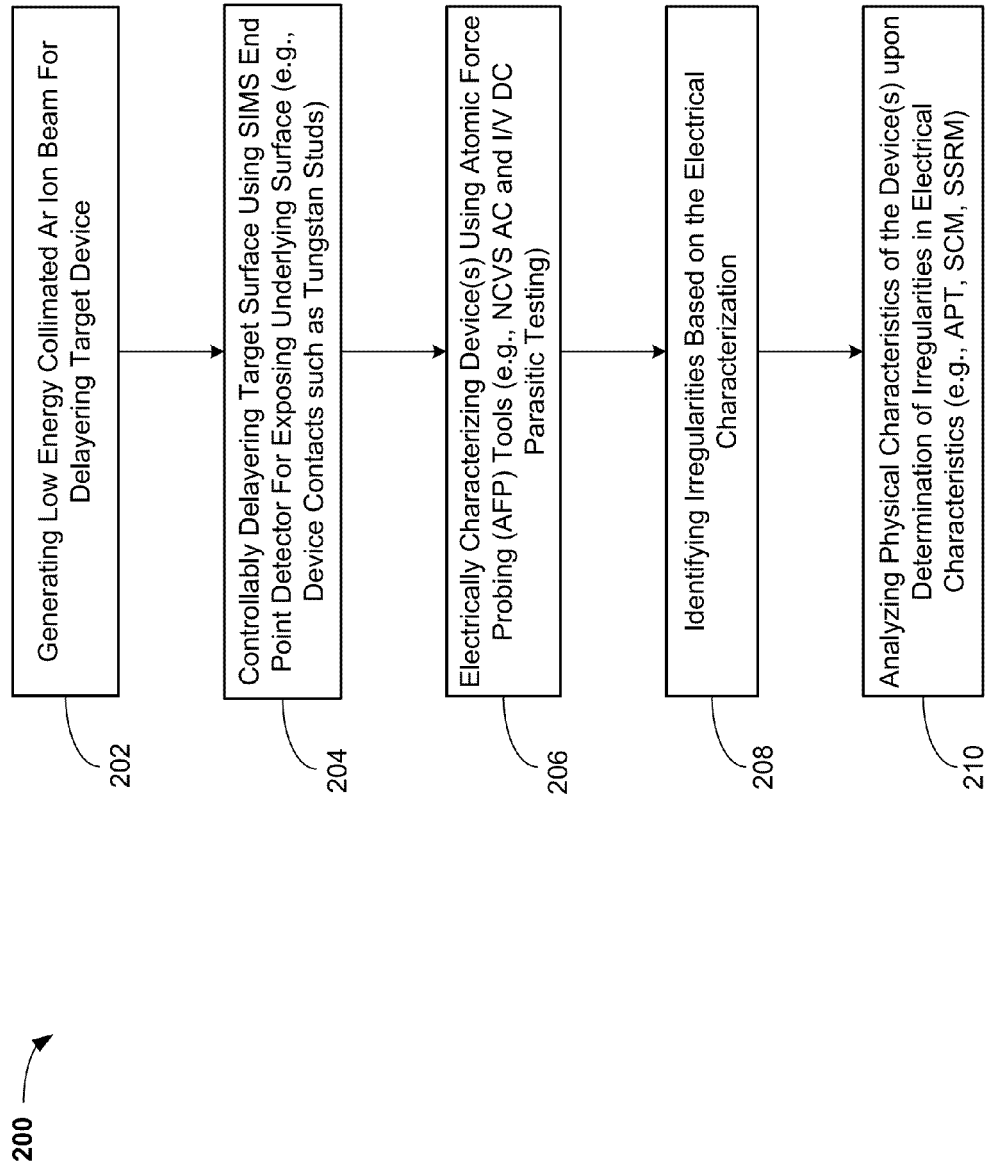 200
Generating Low Energy Collimated Ar Ion Beam For
Delayering Target Device
202
Controllably Delayering Target Surface Using SIMS End
Point Detector For Exposing Underlying Surface (e.g.,
Device Contacts such as Tungstan Studs)
204
Electrically Characterizing Device(s) Using Atomic Force
Probing (AFP) Tools (e.g., NCVS AC and I/V DC
Parasitic Testing)
206
Identifying Irregularities Based on the Electrical
Characterization
208
Analyzing Physical Characteristics of the Device(s) upon
Determination of Irregularities in Electrical
Characteristics (e.g., APT, SCM, SSRM)
210